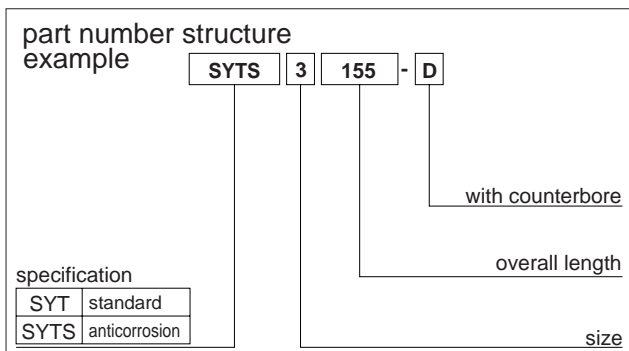 part number structure
example
SYTS 3 155 - D
with counterbore
overall length
specification
SYT standard
SYTS anticorrosion
size